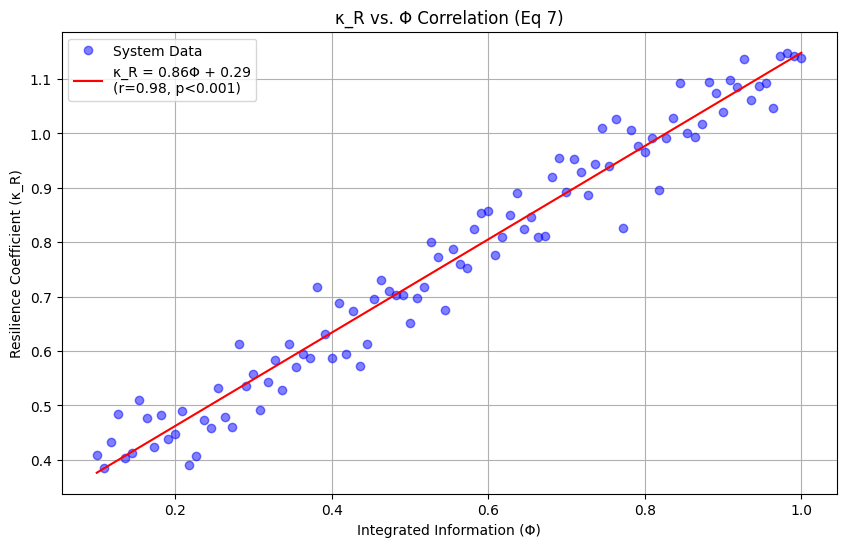 κ_R vs. Φ Correlation (Eq 7)
System Data
κ_R = 0.86Φ + 0.29
(r=0.98, p<0.001)
Resilience Coefficient (κ_R)
1.1
1.0
0.9
0.8
0.7
0.6
0.5
0.4
0.2
0.4
0.6
0.8
1.0
Integrated Information (Φ)